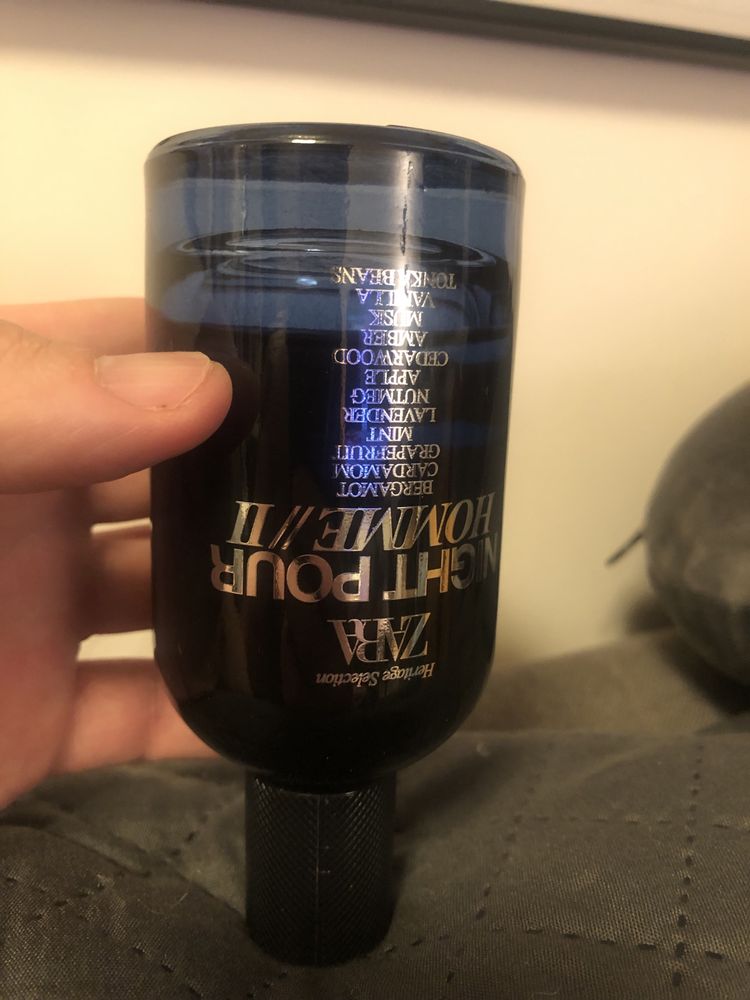 Heritage Selection
ZARA
NIGHT POUR
HOMME // II
BERGAMOT
CARDAMOM
GRAPEFRUIT
MINT
LAVENDER
NUTMEG
APPLE
CEDARWOOD
AMBER
MUSK
VANILLA
TONKA BEANS